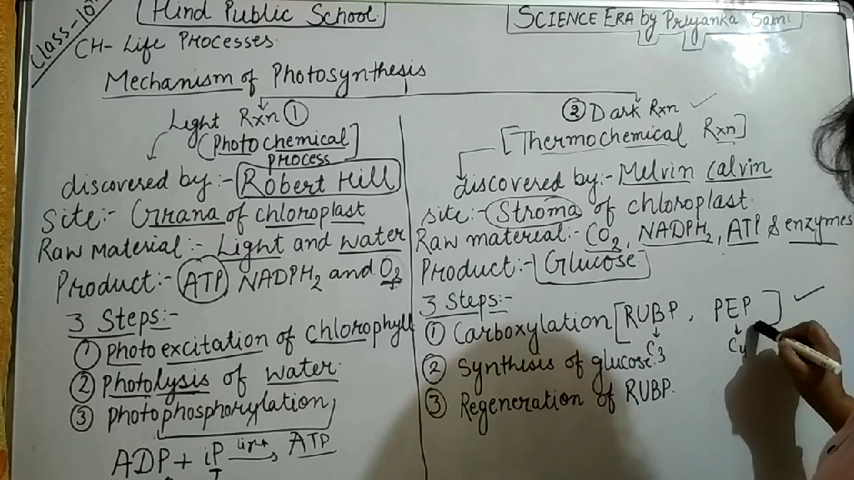 Class-10th
Hind Public School
SCIENCE ERA by Priyanka Saini
CH- Life Processes
Mechanism of Photosynthesis
Light Rxn ①
[Photochemical process]
discovered by:- Robert Hill
Site:- Grana of chloroplast
Raw Material:- Light and water
Product:- ATP NADPH2 and O2
3 Steps:-
① Photo excitation of chlorophyll
② Photolysis of water
③ Photophosphorylation
ADP + iP light → ATP
② Dark Rxn ✓
[Thermochemical Rxn]
discovered by:- Melvin Calvin
Site:- Stroma of chloroplast
Raw material:- CO2, NADPH2, ATP & enzymes
Product:- Glucose
3 Steps:-
① Carboxylation [RUBP, PEP] ✓
C3 C4
② Synthesis of glucose.
③ Regeneration of RUBP.